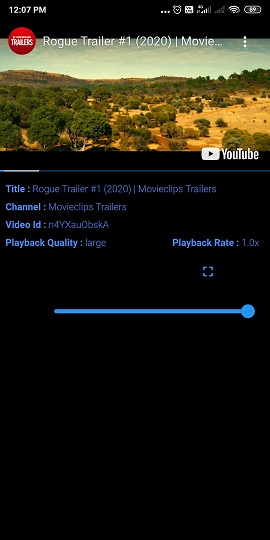 12:07 PM
89
TRAILERS
Rogue Trailer #1 (2020) | Movie...
YouTube
Title : Rogue Trailer #1 (2020) | Movieclips Trailers
Channel : Movieclips Trailers
Video Id : n4YXauObskA
Playback Quality : large Playback Rate : 1.0x